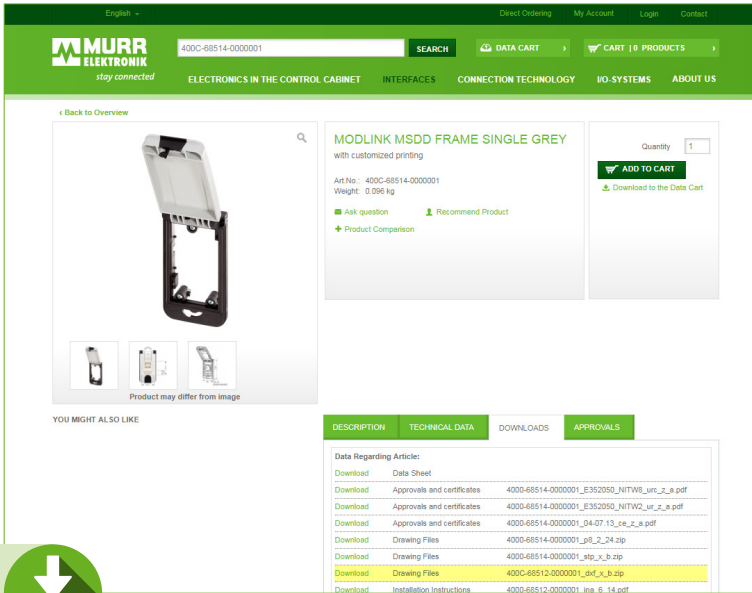 English
Direct Ordering My Account Login Contact
MURR
ELEKTRONIK
stay connected
400C-68514-0000001 SEARCH DATA CART › CART | 0 PRODUCTS ›
ELECTRONICS IN THE CONTROL CABINET INTERFACES CONNECTION TECHNOLOGY I/O-SYSTEMS ABOUT US
‹ Back to Overview
MODLINK MSDD FRAME SINGLE GREY
with customized printing
Art.No.: 400C-68514-0000001
Weight: 0.096 kg
Ask question Recommend Product
Product Comparison
Quantity 1
ADD TO CART
Download to the Data Cart
Product may differ from image
YOU MIGHT ALSO LIKE
DESCRIPTION TECHNICAL DATA DOWNLOADS APPROVALS
Data Regarding Article:
Download Data Sheet
Download Approvals and certificates 4000-68514-0000001_E352050_NITW8_urc_z_a.pdf
Download Approvals and certificates 4000-68514-0000001_E352050_NITW2_ur_z_a.pdf
Download Approvals and certificates 4000-68514-0000001_04-07.13_ce_z_a.pdf
Download Drawing Files 4000-68514-0000001_p8_2_24.zip
Download Drawing Files 4000-68514-0000001_stp_x_b.zip
Download Drawing Files 400C-68512-0000001_dxf_x_b.zip
Download Installation Instructions 4000-68512-0000001_ing_6_14.pdf